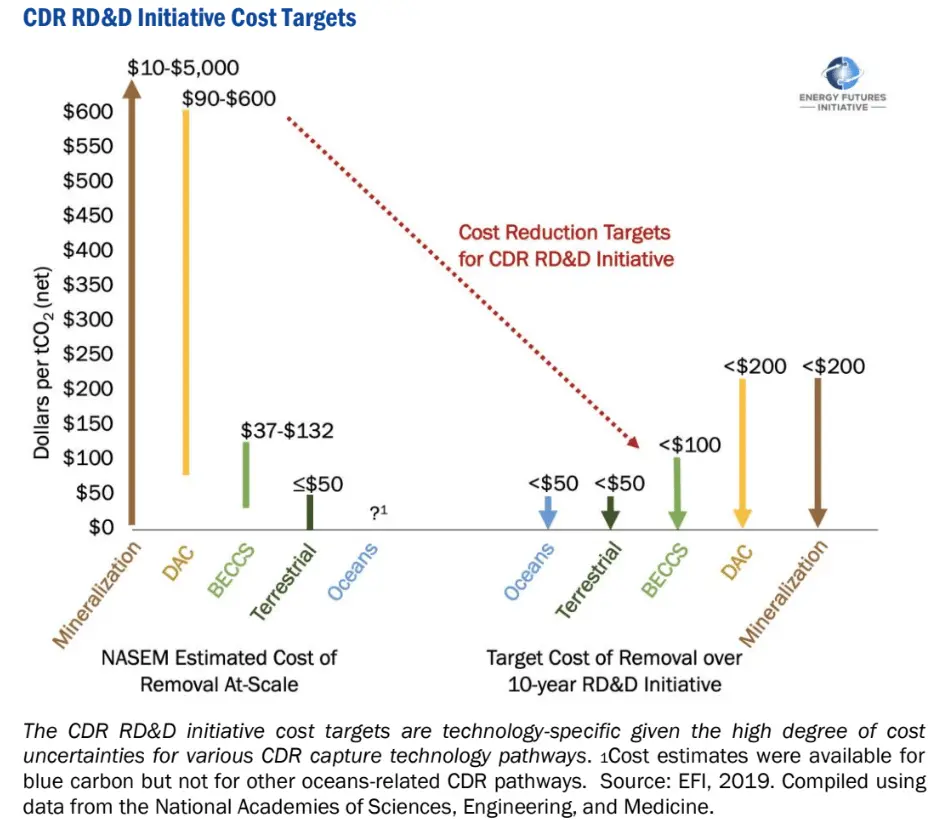 CDR RD&D Initiative Cost Targets
$10-$5,000
$90-$600
ENERGY FUTURES
INITIATIVE
$600
$550
$500
$450
$400
$350
$300
$250
$200
$150
$100
$50
$0
Dollars per tCO₂ (net)
Cost Reduction Targets
for CDR RD&D Initiative
$37-$132
≤$50
?¹
<$50
<$50
<$100
<$200
<$200
Mineralization
DAC
BECCS
Terrestrial
Oceans
Oceans
Terrestrial
BECCS
DAC
Mineralization
NASEM Estimated Cost of
Removal At-Scale
Target Cost of Removal over
10-year RD&D Initiative
The CDR RD&D initiative cost targets are technology-specific given the high degree of cost
uncertainties for various CDR capture technology pathways. ₁Cost estimates were available for
blue carbon but not for other oceans-related CDR pathways. Source: EFI, 2019. Compiled using
data from the National Academies of Sciences, Engineering, and Medicine.